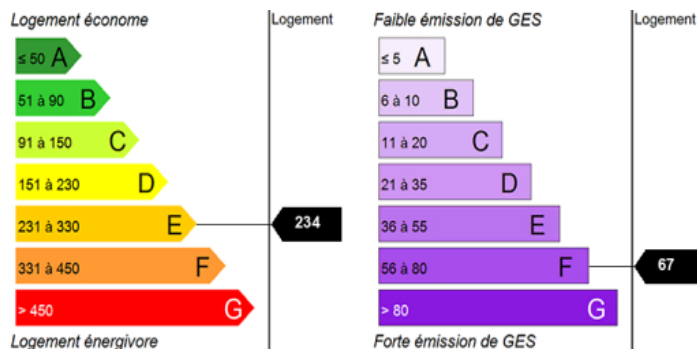 Logement économe
Logement
≤ 50 A
51 à 90 B
91 à 150 C
151 à 230 D
231 à 330 E
234
331 à 450 F
> 450 G
Logement énergivore
Faible émission de GES
Logement
≤ 5 A
6 à 10 B
11 à 20 C
21 à 35 D
36 à 55 E
56 à 80 F
67
> 80 G
Forte émission de GES